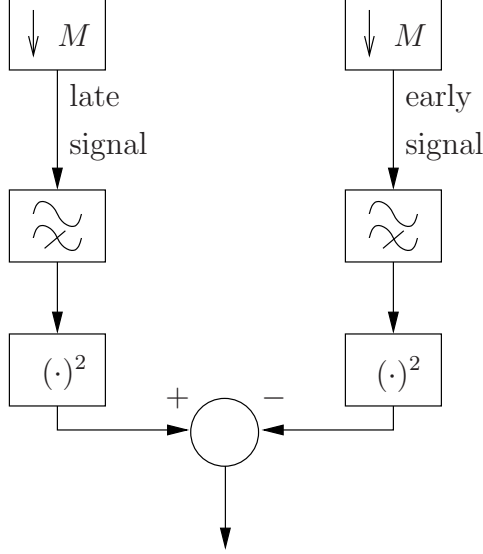 ↓ M
↓ M
late
signal
early
signal
(·)²
(·)²
+
−